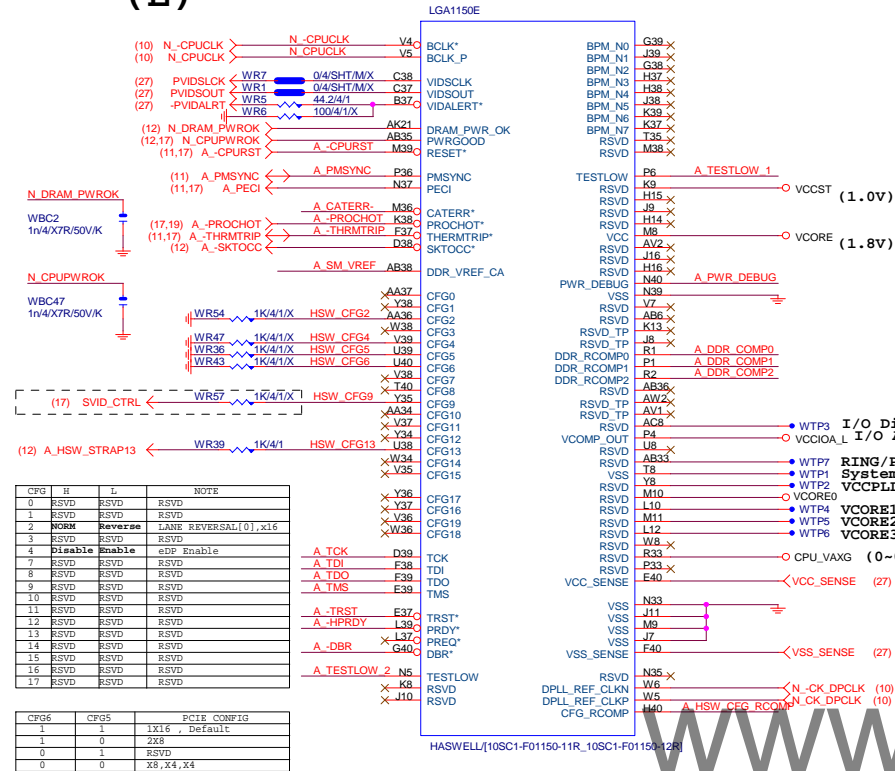 LGA1150E
(10) N_-CPUCLK A_-CPUCLK V4 BCLK*
(10) N_CPUCLK N_CPUCLK V5 BCLK_P
(27) PVIDSLCK WR7 0/4/SHT/M/X C38 VIDSCLK
(27) PVIDSOUT WR1 0/4/SHT/M/X C37 VIDSOUT
(27) -PVIDALRT WR5 44.2/4/1 B37 VIDALERT*
WR6 100/4/1/X
(12) N_DRAM_PWROK AK21 DRAM_PWR_OK
(12,17) N_CPUPWROK AB35 PWRGOOD
(11,17) A_-CPURST A_-CPURST M39 RESET*
(11) A_PMSYNC A_PMSYNC P36 PMSYNC
(11,17) A_PECI N37 PECI
A_CATERR- M36 CATERR*
(17,19) A_-PROCHOT A_-PROCHOT K38 PROCHOT*
(11,17) A_-THRMTRIP A_-THRMTRIP F37 THERMTRIP*
(12) A_-SKTOCC D38 SKTOCC*
A_SM_VREF AB38 DDR_VREF_CA
N_DRAM_PWROK
WBC2
1n/4/X7R/50V/K
N_CPUPWROK
WBC47
1n/4/X7R/50V/K
AA37 CFG0
Y38 CFG1
WR54 1K/4/1/X HSW_CFG2 AA36 CFG2
W38 CFG3
WR47 1K/4/1/X HSW_CFG4 V39 CFG4
WR36 1K/4/1/X HSW_CFG5 U39 CFG5
WR43 1K/4/1/X HSW_CFG6 U40 CFG6
V38 CFG7
T40 CFG8
(17) SVID_CTRL WR57 1K/4/1/X HSW_CFG9 Y35 CFG9
AA34 CFG10
V37 CFG11
Y34 CFG12
(12) A_HSW_STRAP13 WR39 1K/4/1 HSW_CFG13 U38 CFG13
W34 CFG14
V35 CFG15
Y36 CFG17
Y37 CFG16
V36 CFG19
W36 CFG18
A_TCK D39 TCK
A_TDI F38 TDI
A_TDO F39 TDO
A_TMS E39 TMS
A_-TRST E37 TRST*
A_-HPRDY L39 PRDY*
L37 PREQ*
A_-DBR G40 DBR*
A_TESTLOW_2 N5 TESTLOW
K8 RSVD
J10 RSVD
BPM_N0 G39
BPM_N1 J39
BPM_N2 G38
BPM_N3 H37
BPM_N4 H38
BPM_N5 J38
BPM_N6 K39
BPM_N7 K37
RSVD T35
RSVD M38
TESTLOW P6 A_TESTLOW_1
RSVD K9 VCCST (1.0V)
RSVD H15
RSVD J9
RSVD H14
VCC M8 VCORE (1.8V)
RSVD AV2
RSVD J16
RSVD H16
PWR_DEBUG N40 A_PWR_DEBUG
VSS N39
RSVD V7
RSVD AB6
RSVD_TP K13
RSVD_TP J8
DDR_RCOMP0 R1 A_DDR_COMP0
DDR_RCOMP1 P1 A_DDR_COMP1
DDR_RCOMP2 R2 A_DDR_COMP2
RSVD AB36
RSVD_TP AW2
RSVD_TP AV1
RSVD AC8 WTP3 I/O Di
VCOMP_OUT P4 VCCIOA_L I/O
RSVD U8
RSVD AB33 WTP7 RING/
VSS T8 WTP1 System
RSVD Y8 WTP2 VCCPLL
RSVD M10 VCORE0
RSVD L10 WTP4 VCORE1
RSVD M11 WTP5 VCORE2
RSVD L12 WTP6 VCORE3
RSVD W8
RSVD R33 CPU_VAXG (0~
RSVD P33
VCC_SENSE E40 VCC_SENSE (27)
VSS N33
VSS J11
VSS M9
VSS J7
VSS_SENSE F40 VSS_SENSE (27)
RSVD N35
DPLL_REF_CLKN W6 N_-CK_DPCLK (10)
DPLL_REF_CLKP W5 N_CK_DPCLK (10)
CFG_RCOMP H40 A_HSW_CFG_RCOMP
HASWELL/[10SC1-F01150-11R_10SC1-F01150-12R]
CFG H L NOTE
0 RSVD RSVD RSVD
1 RSVD RSVD RSVD
2 NORM Reverse LANE REVERSAL[0],x16
3 RSVD RSVD RSVD
4 Disable Enable eDP Enable
7 RSVD RSVD RSVD
8 RSVD RSVD RSVD
9 RSVD RSVD RSVD
10 RSVD RSVD RSVD
11 RSVD RSVD RSVD
12 RSVD RSVD RSVD
13 RSVD RSVD RSVD
14 RSVD RSVD RSVD
15 RSVD RSVD RSVD
16 RSVD RSVD RSVD
17 RSVD RSVD RSVD
CFG6 CFG5 PCIE CONFIG
1 1 1X16 , Default
1 0 2X8
0 1 RSVD
0 0 X8,X4,X4
www